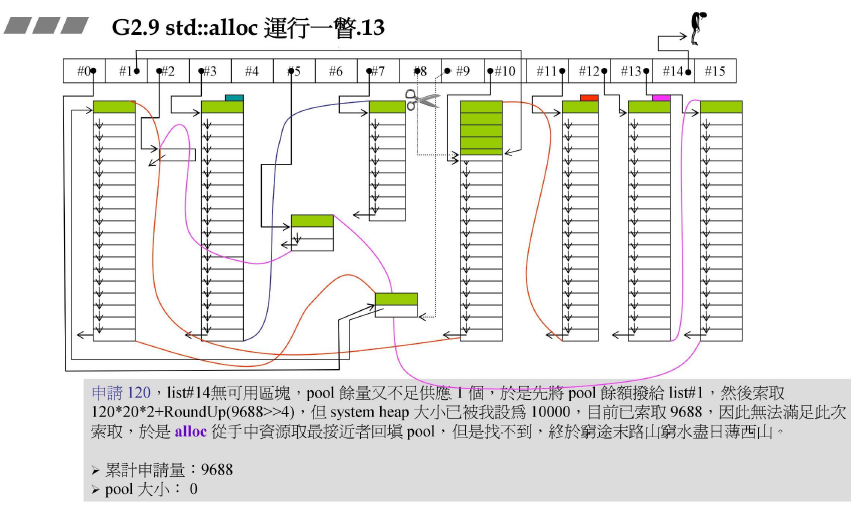 G2.9 std::alloc 運行一瞥.13
#0 #1 #2 #3 #4 #5 #6 #7 #8 #9 #10 #11 #12 #13 #14 #15
申請 120，list#14無可用區塊，pool 餘量又不足供應 1 個，於是先將 pool 餘額撥給 list#1，然後索取
120*20*2+RoundUp(9688>>4)，但 system heap 大小已被我設為 10000，目前已索取 9688，因此無法滿足此次
索取，於是 alloc 從手中資源取最接近者回填 pool，但是找不到，終於窮途末路山窮水盡日薄西山。
➢ 累計申請量：9688
➢ pool 大小： 0